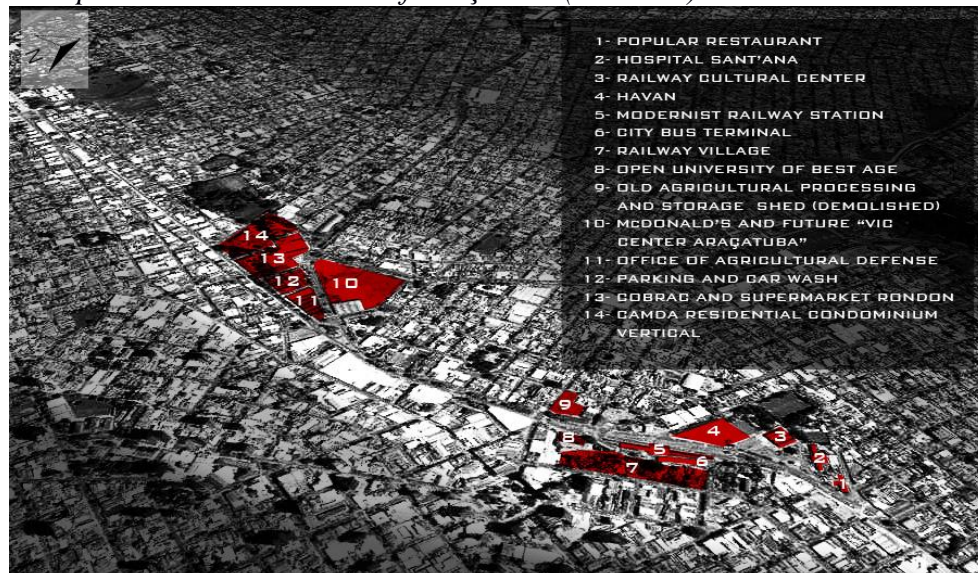 N
1- POPULAR RESTAURANT
2- HOSPITAL SANT'ANA
3- RAILWAY CULTURAL CENTER
4- HAVAN
5- MODERNIST RAILWAY STATION
6- CITY BUS TERMINAL
7- RAILWAY VILLAGE
8- OPEN UNIVERSITY OF BEST AGE
9- OLD AGRICULTURAL PROCESSING
AND STORAGE SHED (DEMOLISHED)
10- McDONALD'S AND FUTURE "VIC
CENTER ARAÇATUBA"
11- OFFICE OF AGRICULTURAL DEFENSE
12- PARKING AND CAR WASH
13- COBRAC AND SUPERMARKET RONDON
14- CAMDA RESIDENTIAL CONDOMINIUM
VERTICAL
14
13
12
10
11
9
8
5
4
3
6
2
7
1